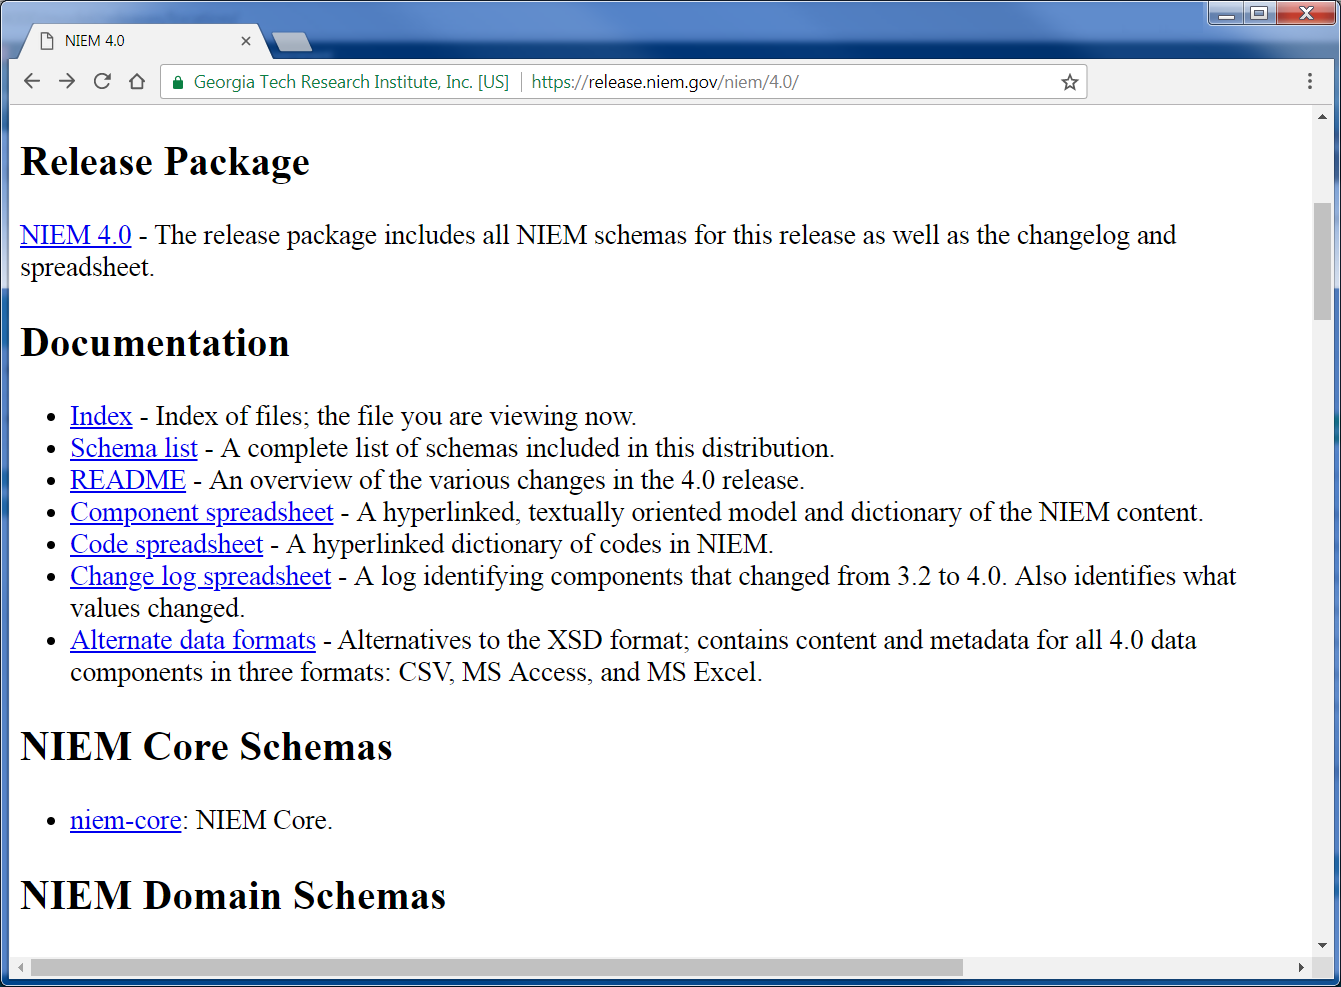 NIEM 4.0
Georgia Tech Research Institute, Inc. [US] https://release.niem.gov/niem/4.0/
Release Package
NIEM 4.0 - The release package includes all NIEM schemas for this release as well as the changelog and
spreadsheet.
Documentation
• Index - Index of files; the file you are viewing now.
• Schema list - A complete list of schemas included in this distribution.
• README - An overview of the various changes in the 4.0 release.
• Component spreadsheet - A hyperlinked, textually oriented model and dictionary of the NIEM content.
• Code spreadsheet - A hyperlinked dictionary of codes in NIEM.
• Change log spreadsheet - A log identifying components that changed from 3.2 to 4.0. Also identifies what
values changed.
• Alternate data formats - Alternatives to the XSD format; contains content and metadata for all 4.0 data
components in three formats: CSV, MS Access, and MS Excel.
NIEM Core Schemas
• niem-core: NIEM Core.
NIEM Domain Schemas